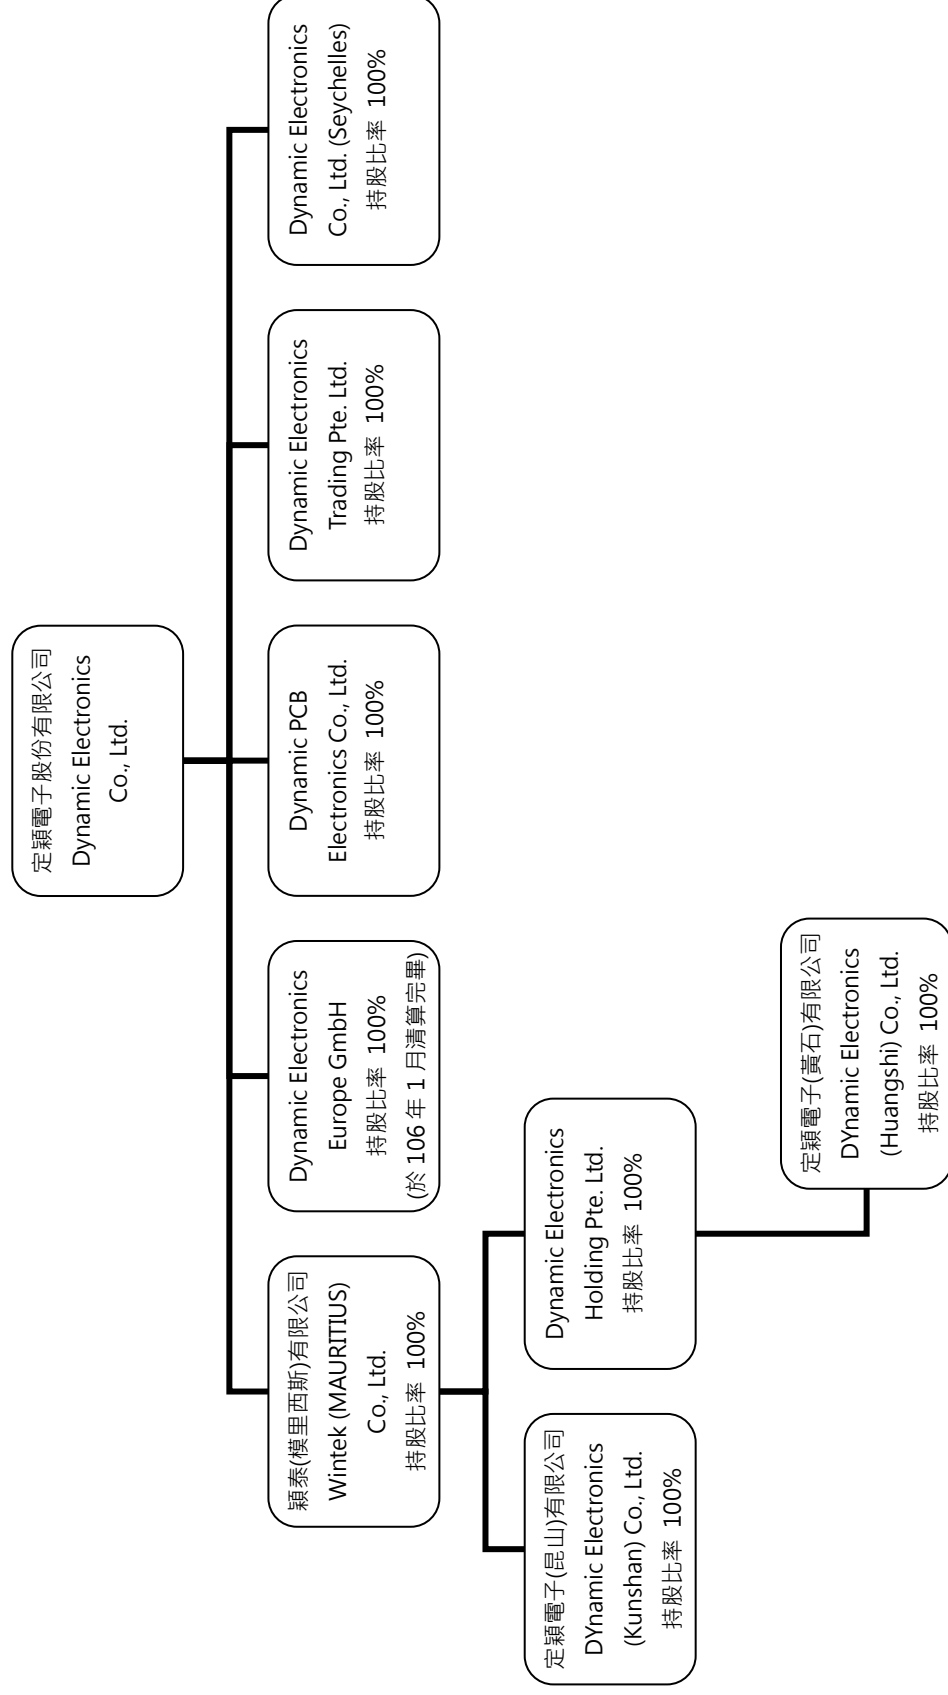 定穎電子股份有限公司
Dynamic Electronics
Co., Ltd.
穎泰(模里西斯)有限公司
Wintek (MAURITIUS)
Co., Ltd.
持股比率 100%
Dynamic Electronics
Europe GmbH
持股比率 100%
(於 106 年 1 月清算完畢)
Dynamic PCB
Electronics Co., Ltd.
持股比率 100%
Dynamic Electronics
Trading Pte. Ltd.
持股比率 100%
Dynamic Electronics
Co., Ltd. (Seychelles)
持股比率 100%
定穎電子(昆山)有限公司
DYnamic Electronics
(Kunshan) Co., Ltd.
持股比率 100%
Dynamic Electronics
Holding Pte. Ltd.
持股比率 100%
定穎電子(黃石)有限公司
DYnamic Electronics
(Huangshi) Co., Ltd.
持股比率 100%